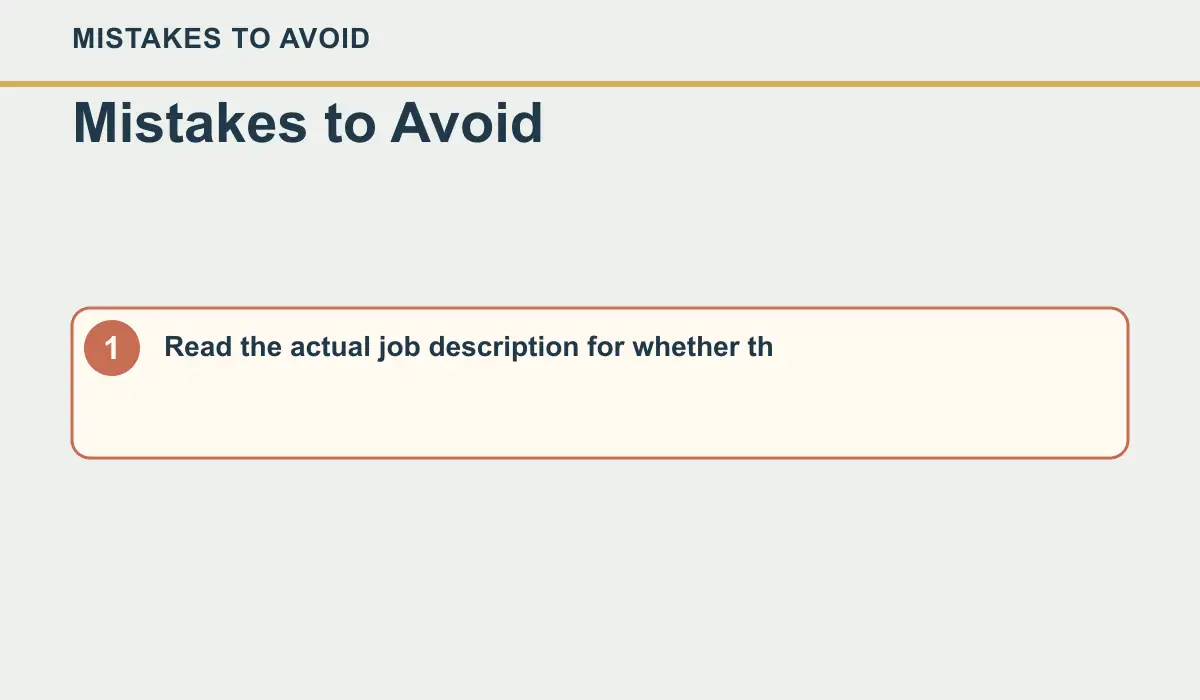 MISTAKES TO AVOID
Mistakes to Avoid
1 Read the actual job description for whether th